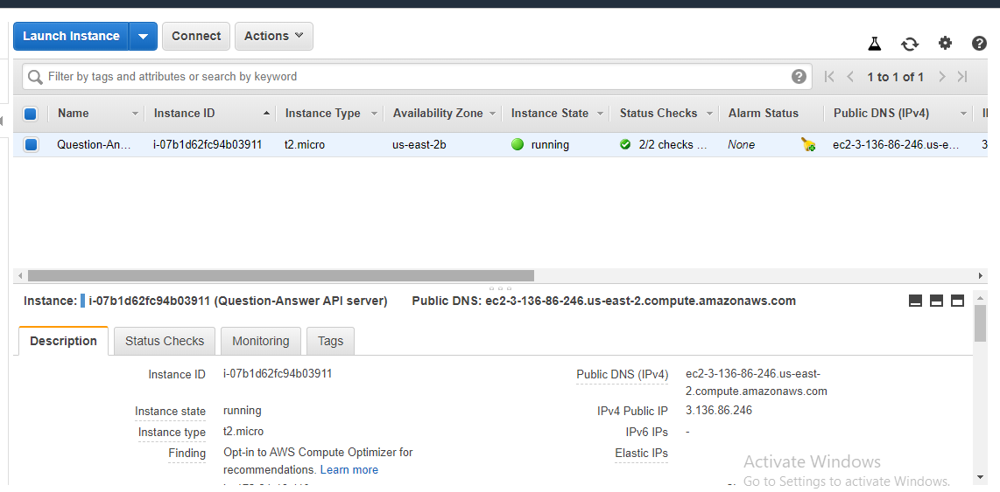 Launch Instance Connect Actions
Filter by tags and attributes or search by keyword 1 to 1 of 1
Name Instance ID Instance Type Availability Zone Instance State Status Checks Alarm Status Public DNS (IPv4)
Question-An... i-07b1d62fc94b03911 t2.micro us-east-2b running 2/2 checks ... None ec2-3-136-86-246.us-e... 3
Instance: i-07b1d62fc94b03911 (Question-Answer API server) Public DNS: ec2-3-136-86-246.us-east-2.compute.amazonaws.com
Description Status Checks Monitoring Tags
Instance ID i-07b1d62fc94b03911 Public DNS (IPv4) ec2-3-136-86-246.us-east-
2.compute.amazonaws.com
Instance state running IPv4 Public IP 3.136.86.246
Instance type t2.micro IPv6 IPs -
Finding Opt-in to AWS Compute Optimizer for Elastic IPs
recommendations. Learn more
Activate Windows
Go to Settings to activate Windows.